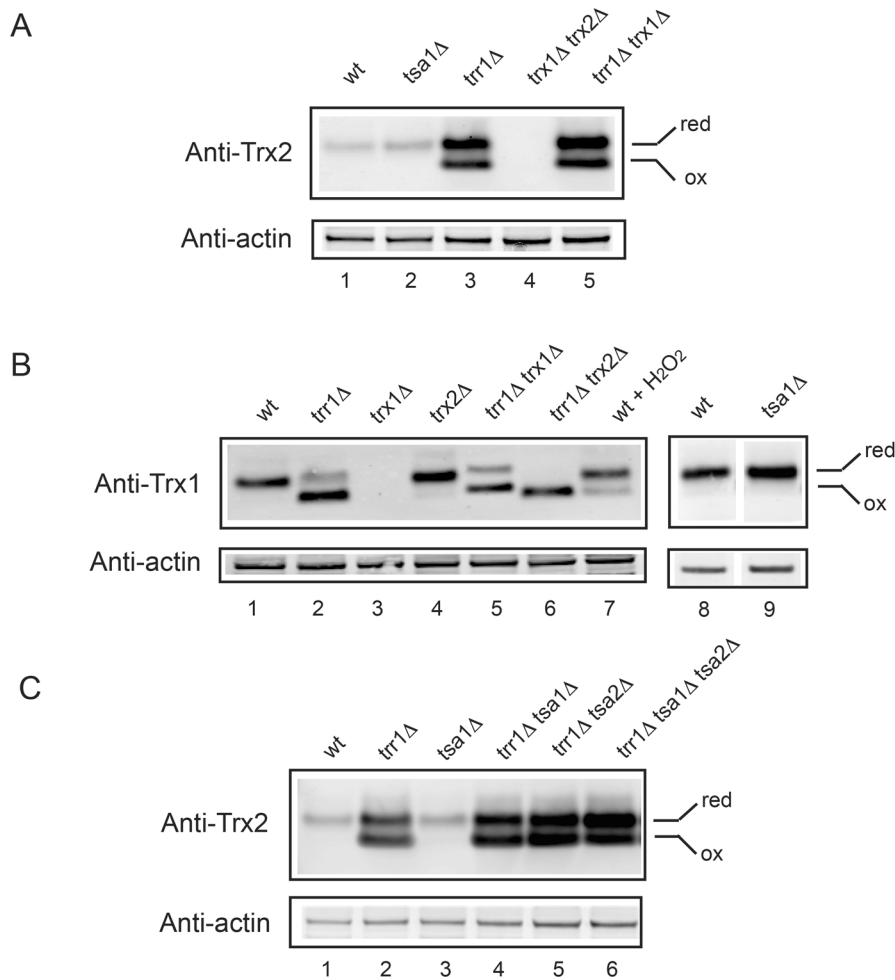 A
wt
tsa1Δ
trr1Δ
trx1Δ trx2Δ
trr1Δ trx1Δ
Anti-Trx2
red
ox
Anti-actin
1 2 3 4 5
B
wt
trr1Δ
trx1Δ
trx2Δ
trr1Δ trx1Δ
trr1Δ trx2Δ
wt + H₂O₂
wt
tsa1Δ
Anti-Trx1
red
ox
Anti-actin
1 2 3 4 5 6 7 8 9
C
wt
trr1Δ
tsa1Δ
trr1Δ tsa1Δ
trr1Δ tsa2Δ
trr1Δ tsa1Δ tsa2Δ
Anti-Trx2
red
ox
Anti-actin
1 2 3 4 5 6